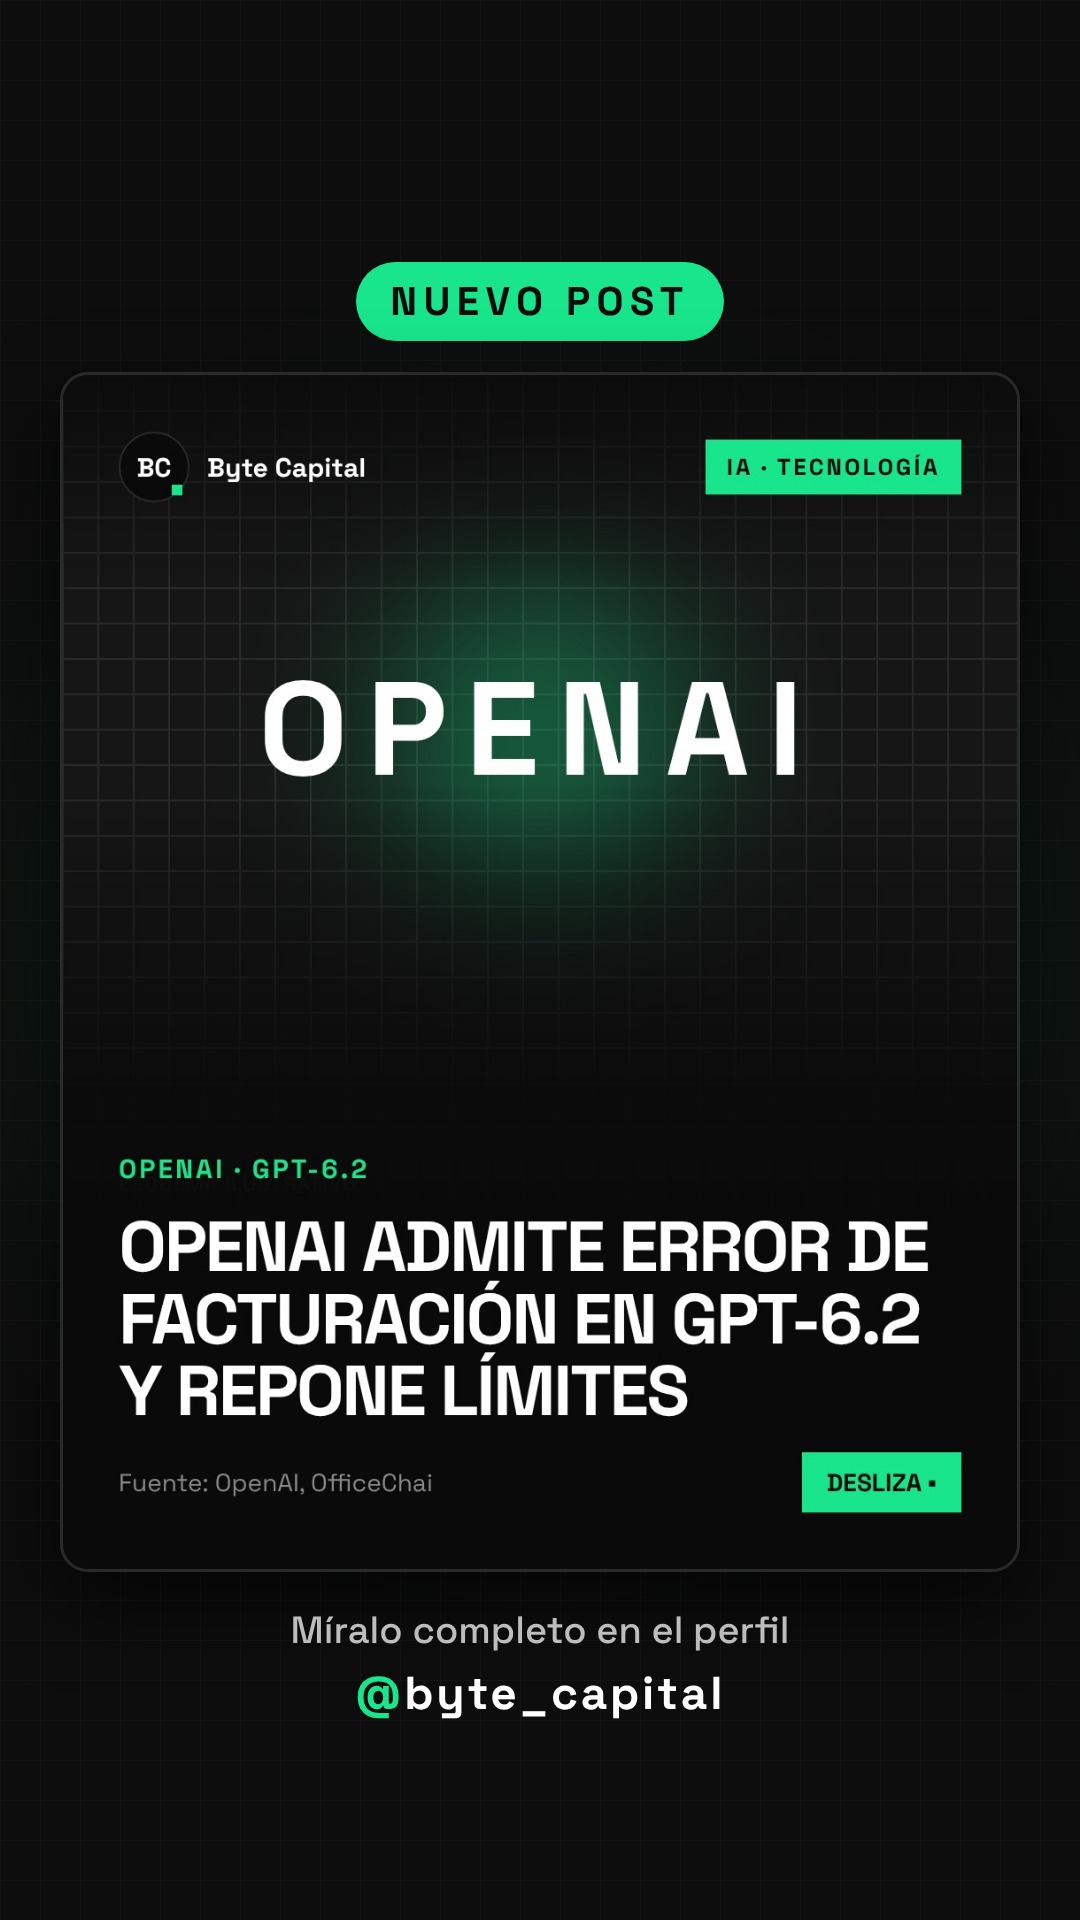 NUEVO POST
BC
Byte Capital
IA · TECNOLOGÍA
OPENAI
OPENAI · GPT-6.2
OPENAI ADMITE ERROR DE
FACTURACIÓN EN GPT-6.2
Y REPONE LÍMITES
Fuente: OpenAI, OfficeChai
DESLIZA ▪
Míralo completo en el perfil
@byte_capital